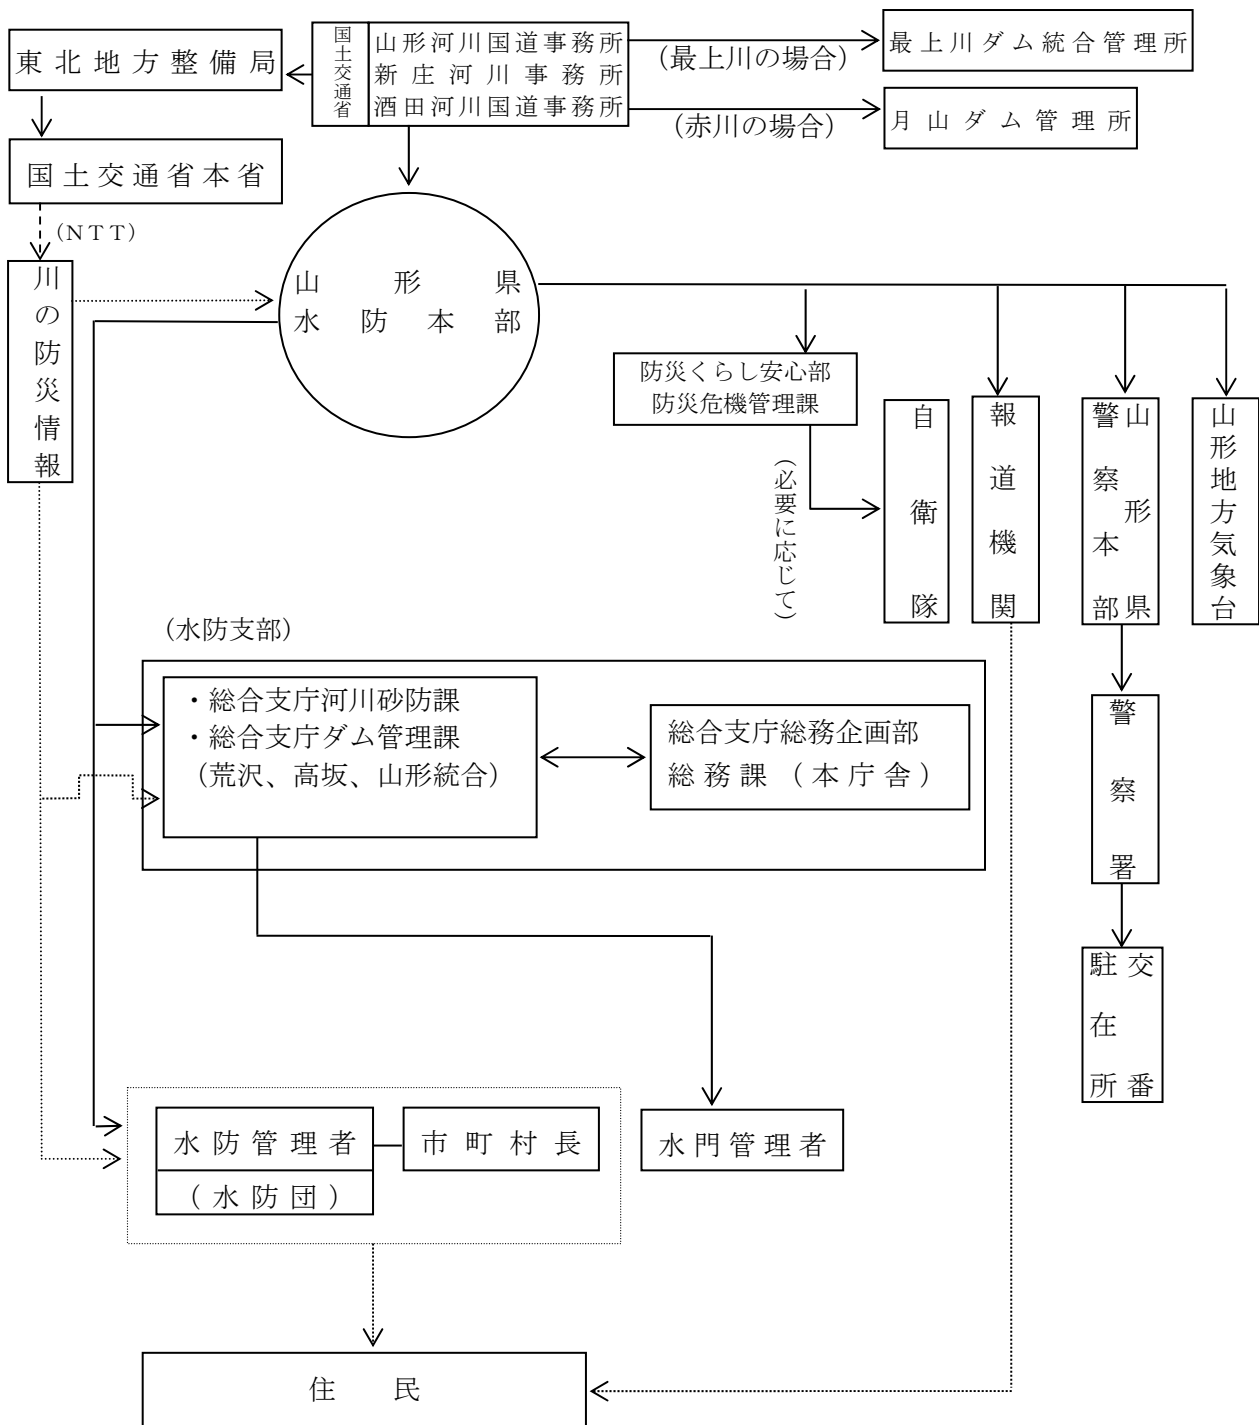 東北地方整備局
国土交通省
山形河川国道事務所
新庄河川事務所
酒田河川国道事務所
(最上川の場合)
最上川ダム統合管理所
(赤川の場合)
月山ダム管理所
国土交通省本省
(NTT)
川の防災情報
山形県
水防本部
防災くらし安心部
防災危機管理課
(必要に応じて)
自衛隊
報道機関
山形県
警察本部
山形地方気象台
(水防支部)
・総合支庁河川砂防課
・総合支庁ダム管理課
(荒沢、高坂、山形統合)
総合支庁総務企画部
総務課(本庁舎)
警察署
交番
駐在所
水防管理者
(水防団)
市町村長
水門管理者
住民